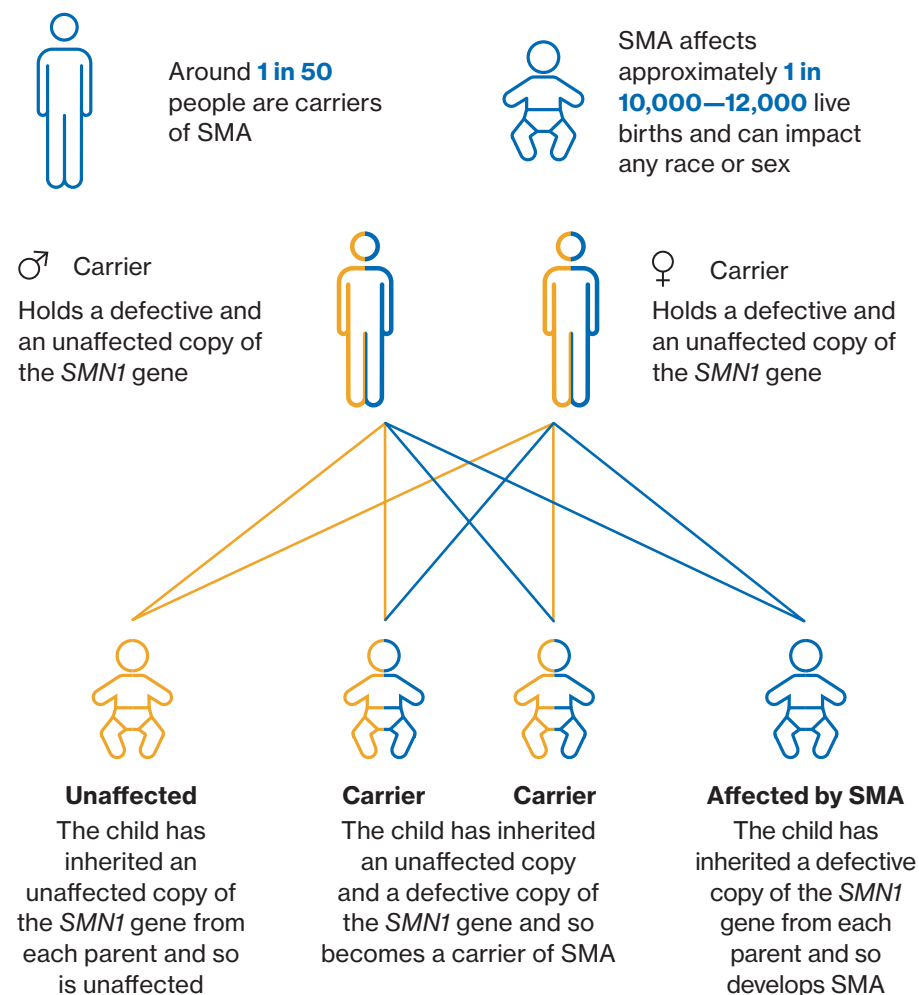 Around 1 in 50
people are carriers
of SMA
SMA affects
approximately 1 in
10,000—12,000 live
births and can impact
any race or sex
♂ Carrier
Holds a defective and
an unaffected copy of
the SMN1 gene
♀ Carrier
Holds a defective and
an unaffected copy of
the SMN1 gene
Unaffected
The child has
inherited an
unaffected copy of
the SMN1 gene from
each parent and so
is unaffected
Carrier Carrier
The child has inherited
an unaffected copy
and a defective copy of
the SMN1 gene and so
becomes a carrier of SMA
Affected by SMA
The child has
inherited a defective
copy of the SMN1
gene from each
parent and so
develops SMA